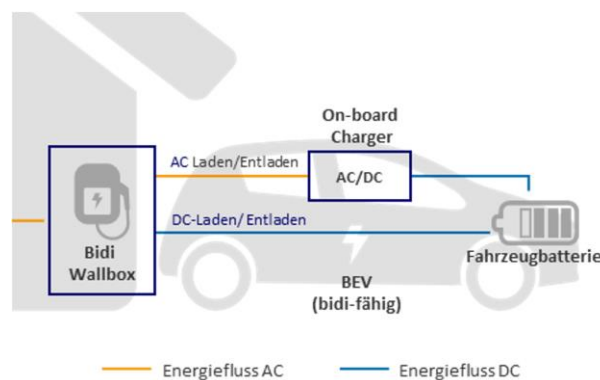 On-board
Charger
AC Laden/Entladen
AC/DC
DC-Laden/ Entladen
Bidi
Wallbox
BEV
(bidi-fähig)
Fahrzeugbatterie
Energiefluss AC
Energiefluss DC